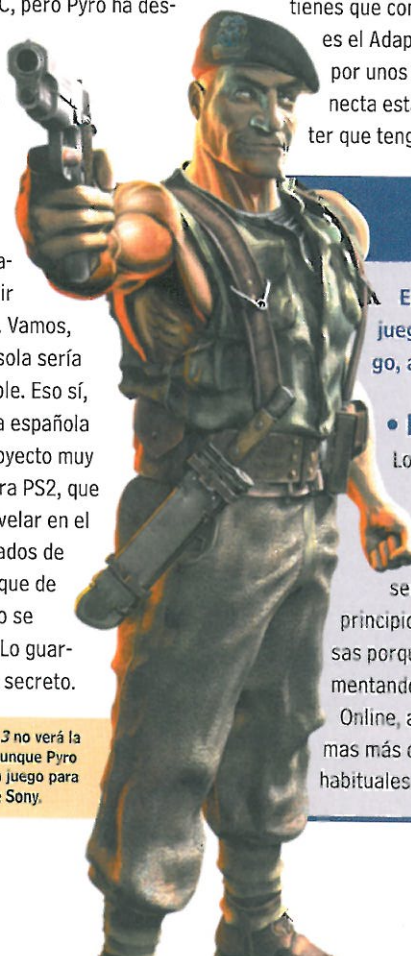 C, pero Pyro ha des-
a-
ir
. Vamos,
sola sería
ble. Eso sí,
a española
oyecto muy
ra PS2, que
velar en el
ados de
que de
o se
Lo guar-
secreto.
3 no verá la
unque Pyro
juego para
e Sony.
tienes que con
es el Adap
por unos
necta esta
ter que teng
E
jueg
go, a
•
Lo
se
principio
sas porqu
mentando
Online, a
mas más c
habituales